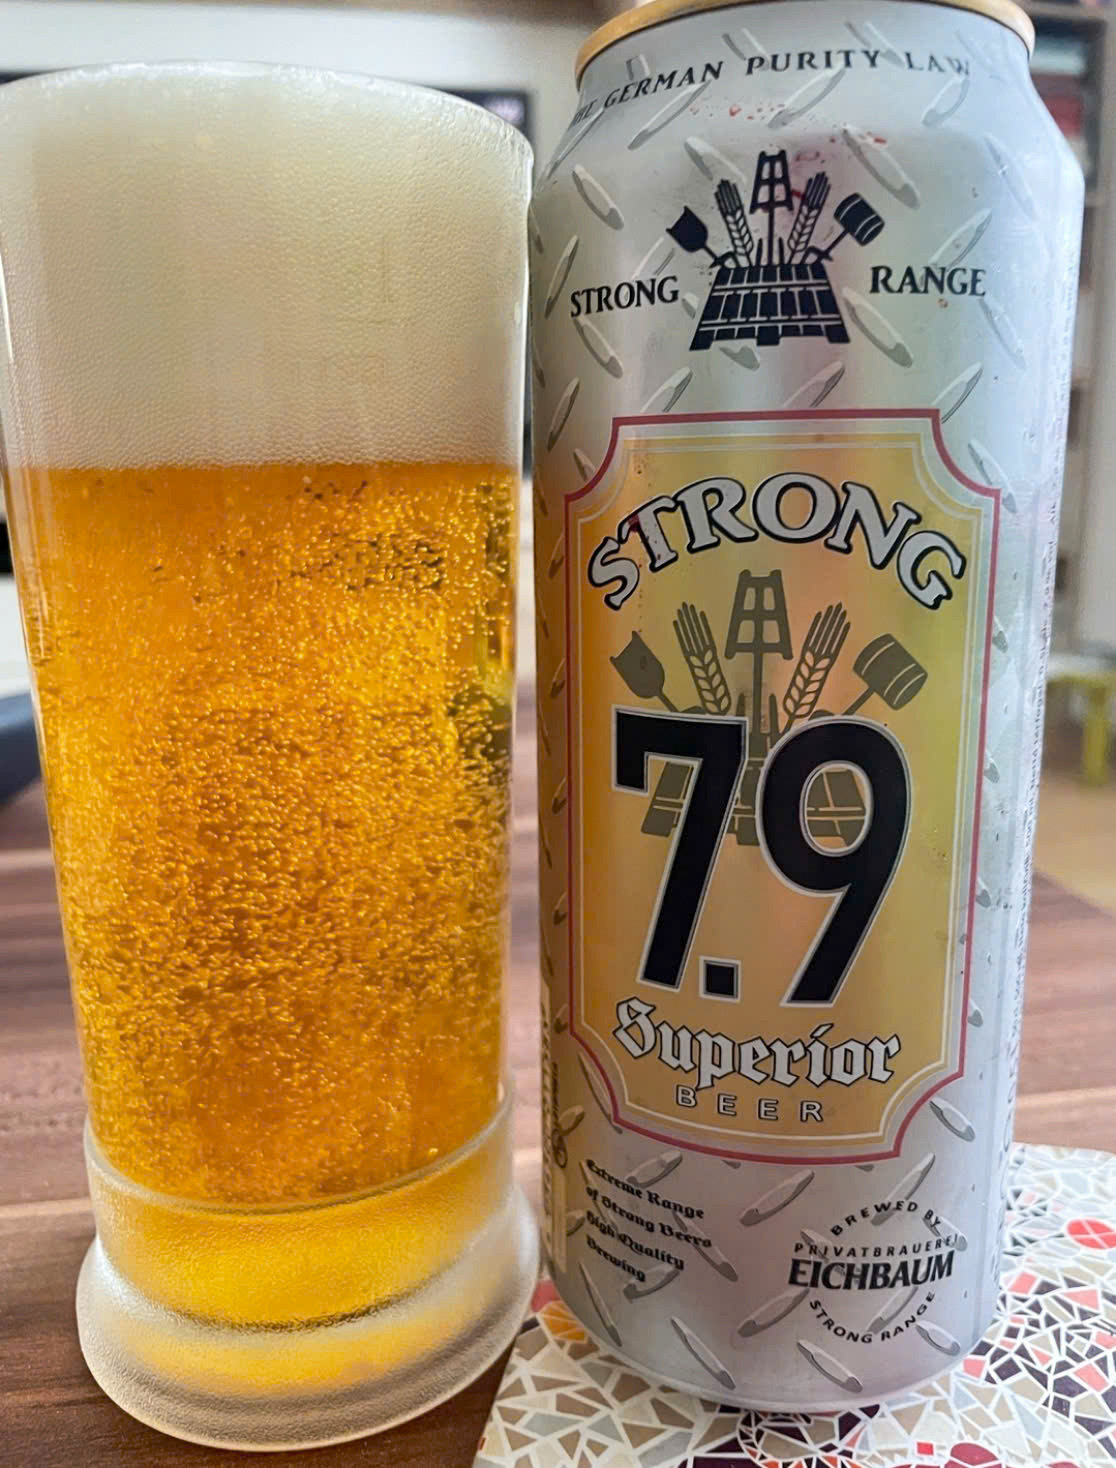 THE GERMAN PURITY LAW
STRONG RANGE
STRONG
7.9
Superior
BEER
Extreme Range
of Strong Beers
High Quality
Brewing
BREWED BY
PRIVATBRAUEREI
EICHBAUM
STRONG RANGE